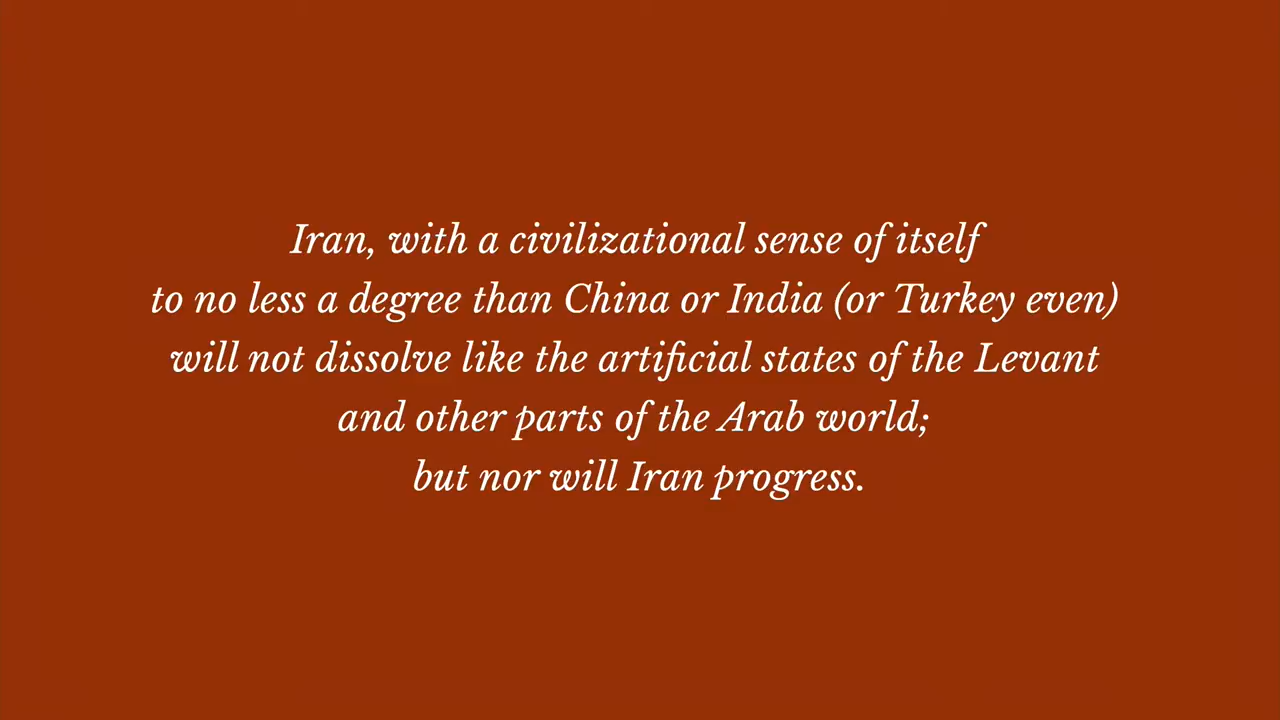 Iran, with a civilizational sense of itself
to no less a degree than China or India (or Turkey even)
will not dissolve like the artificial states of the Levant
and other parts of the Arab world;
but nor will Iran progress.